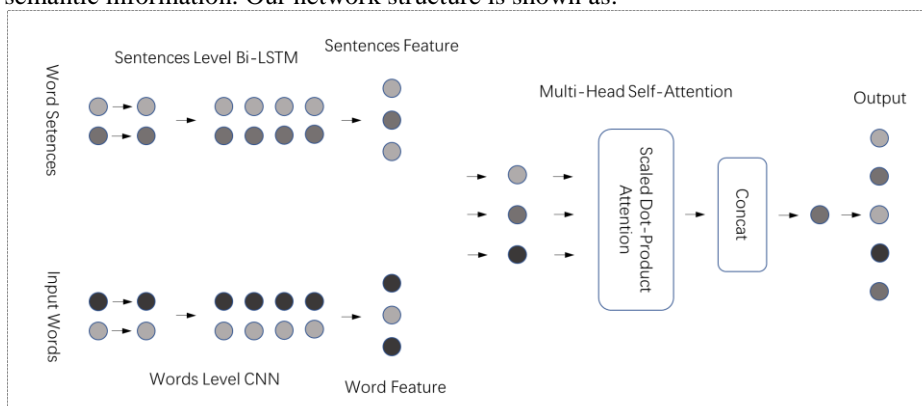 semantic information. Our network structure is shown as:
Sentences Feature
Sentences Level Bi-LSTM
Word Setences
Multi-Head Self-Attention
Output
Scaled Dot-Product
Attention
Concat
Input Words
Words Level CNN
Word Feature